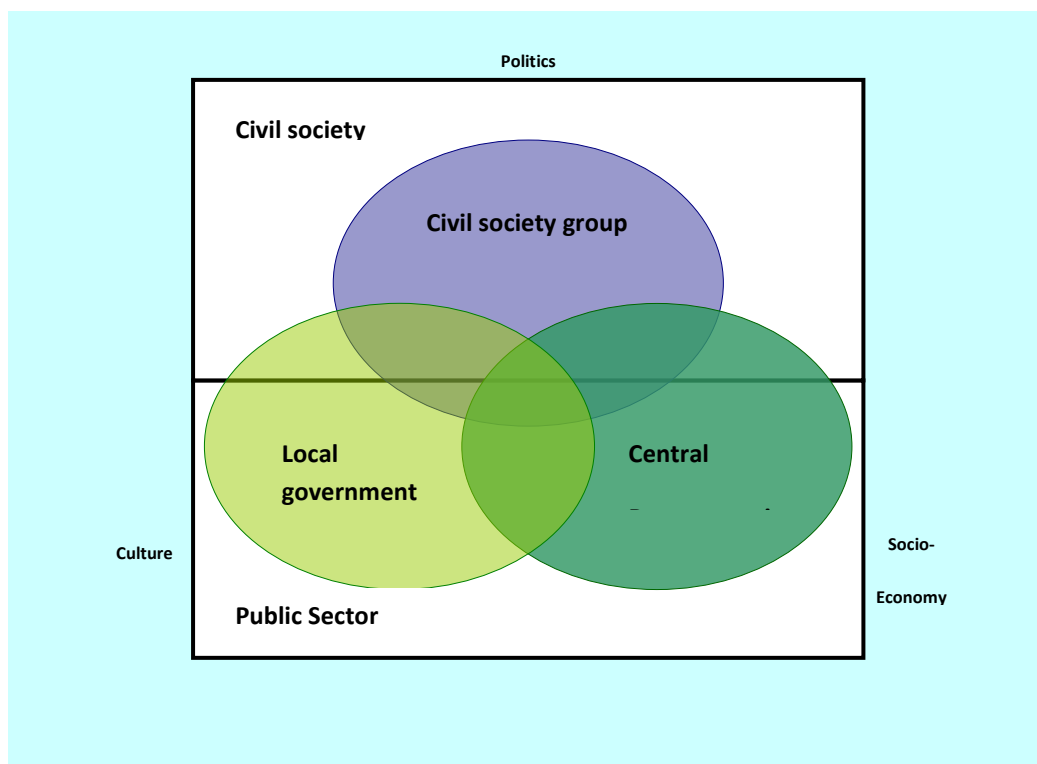 Politics
Civil society
Civil society group
Local
government
Central
Culture
Socio-
Economy
Public Sector